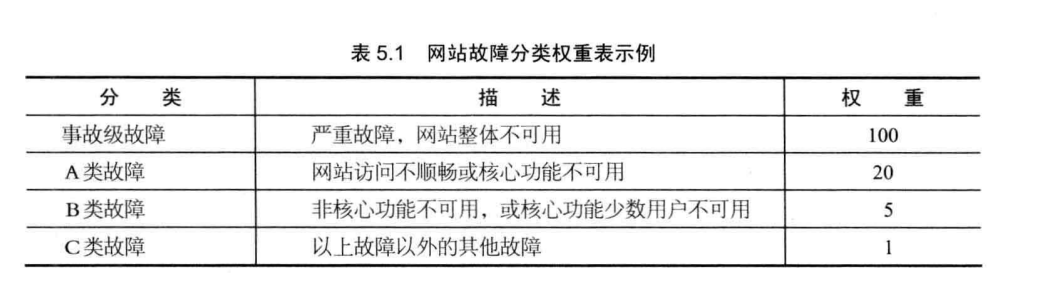 表 5.1 网站故障分类权重表示例
分 类 描 述 权 重
事故级故障 严重故障，网站整体不可用 100
A 类故障 网站访问不顺畅或核心功能不可用 20
B 类故障 非核心功能不可用，或核心功能少数用户不可用 5
C 类故障 以上故障以外的其他故障 1